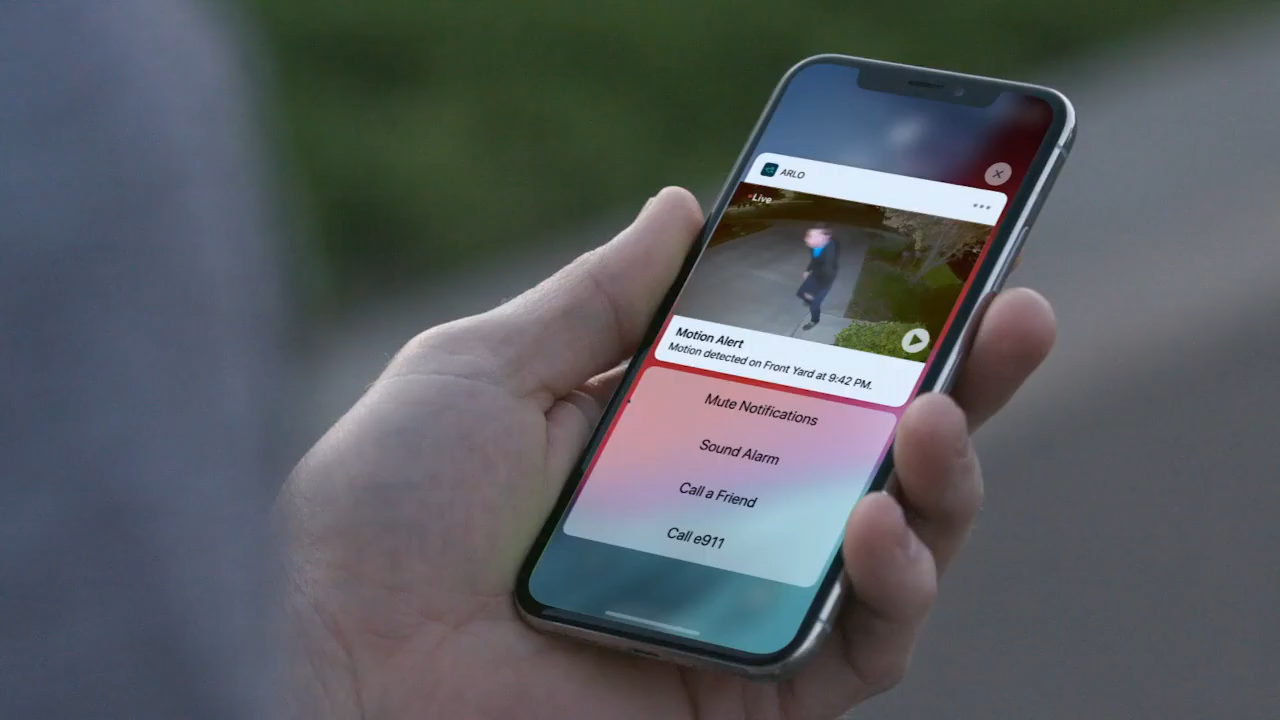 ARLO
Live
Motion Alert
Motion detected on Front Yard at 9:42 PM.
Mute Notifications
Sound Alarm
Call a Friend
Call e911